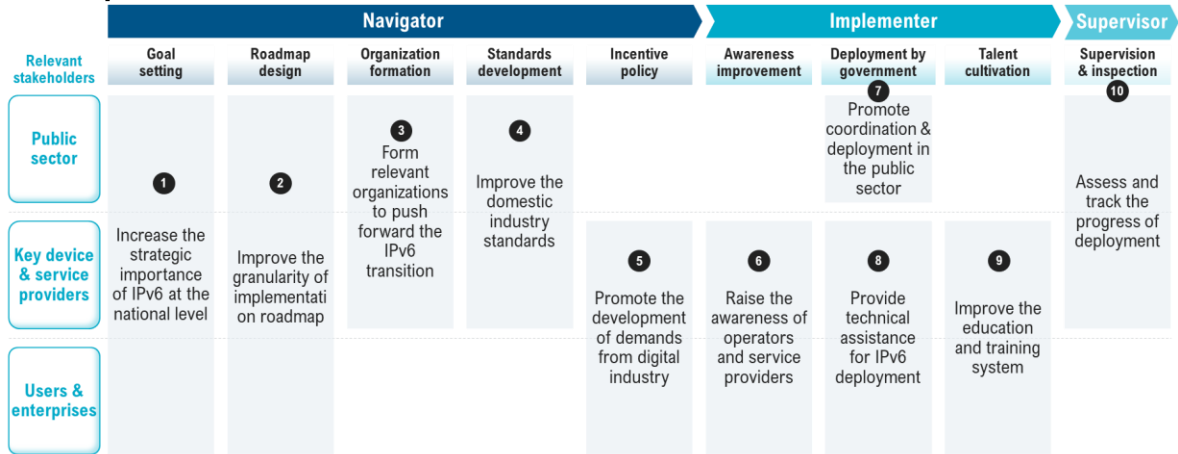 Navigator
Implementer
Supervisor
Relevant
stakeholders
Goal
setting
Roadmap
design
Organization
formation
Standards
development
Incentive
policy
Awareness
improvement
Deployment by
government
Talent
cultivation
Supervision
& inspection
Public
sector
Key device
& service
providers
Users &
enterprises
1
Increase the
strategic
importance
of IPv6 at the
national level
2
Improve the
granularity of
implementati
on roadmap
3
Form
relevant
organizations
to push
forward the
IPv6
transition
4
Improve the
domestic
industry
standards
5
Promote the
development
of demands
from digital
industry
6
Raise the
awareness of
operators
and service
providers
7
Promote
coordination &
deployment in
the public
sector
8
Provide
technical
assistance
for IPv6
deployment
9
Improve the
education
and training
system
10
Assess and
track the
progress of
deployment